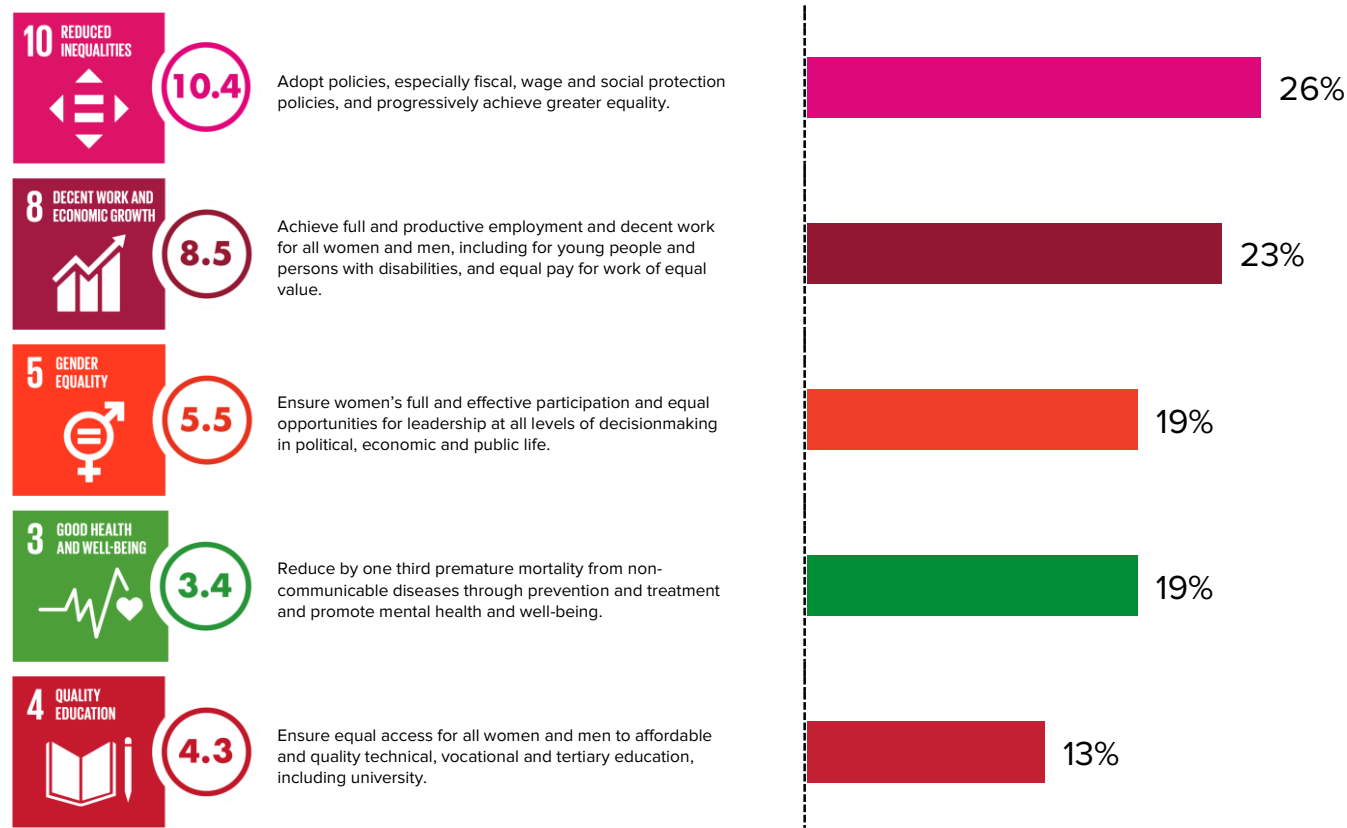 10 REDUCED
INEQUALITIES
10.4
Adopt policies, especially fiscal, wage and social protection
policies, and progressively achieve greater equality.
26%
8 DECENT WORK AND
ECONOMIC GROWTH
8.5
Achieve full and productive employment and decent work
for all women and men, including for young people and
persons with disabilities, and equal pay for work of equal
value.
23%
5 GENDER
EQUALITY
5.5
Ensure women’s full and effective participation and equal
opportunities for leadership at all levels of decisionmaking
in political, economic and public life.
19%
3 GOOD HEALTH
AND WELL-BEING
3.4
Reduce by one third premature mortality from non-
communicable diseases through prevention and treatment
and promote mental health and well-being.
19%
4 QUALITY
EDUCATION
4.3
Ensure equal access for all women and men to affordable
and quality technical, vocational and tertiary education,
including university.
13%